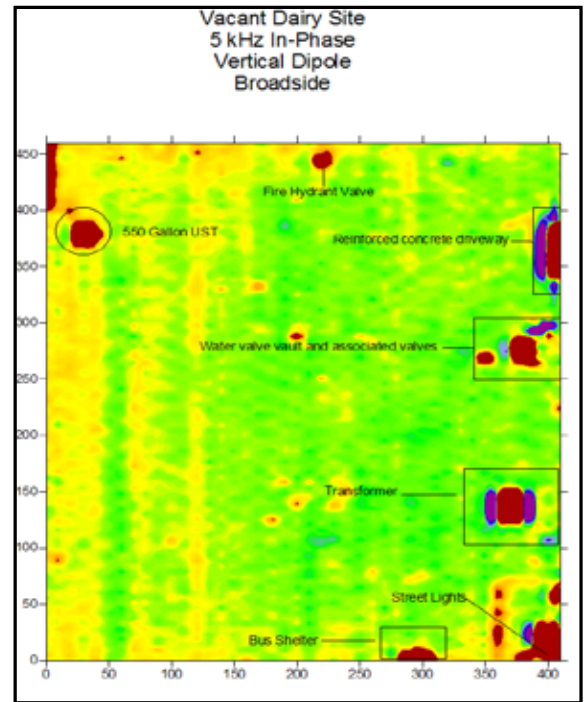 Vacant Dairy Site
5 kHz In-Phase
Vertical Dipole
Broadside
450
400
350
300
250
200
150
100
50
0
Fire Hydrant Valve
550 Gallon UST
Reinforced concrete driveway
Water valve vault and associated valves
Transformer
Street Lights
Bus Shelter
0 50 100 150 200 250 300 350 400